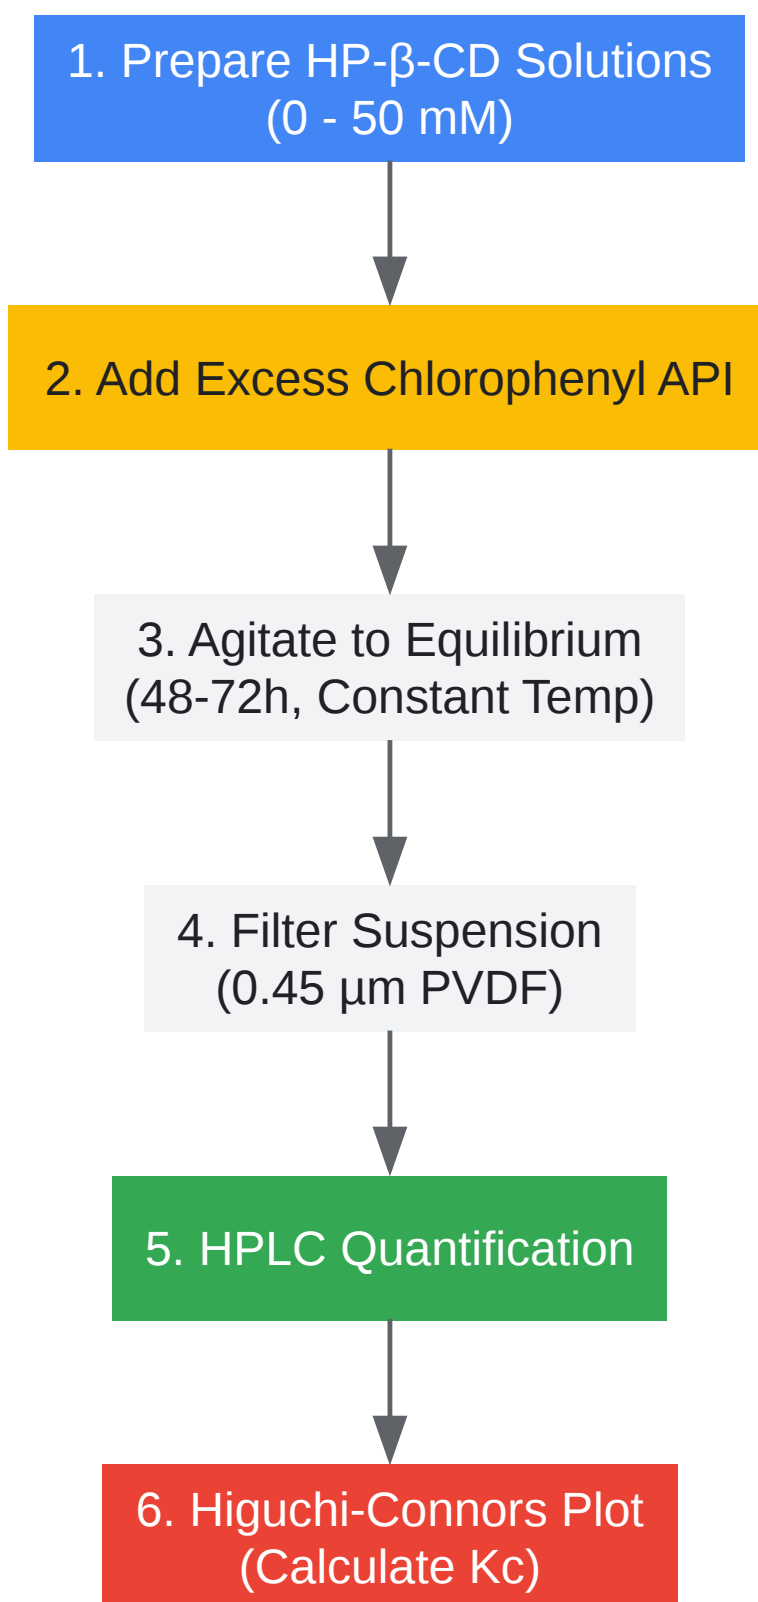 1. Prepare HP-β-CD Solutions
(0 - 50 mM)
2. Add Excess Chlorophenyl API
3. Agitate to Equilibrium
(48-72h, Constant Temp)
4. Filter Suspension
(0.45 µm PVDF)
5. HPLC Quantification
6. Higuchi-Connors Plot
(Calculate Kc)